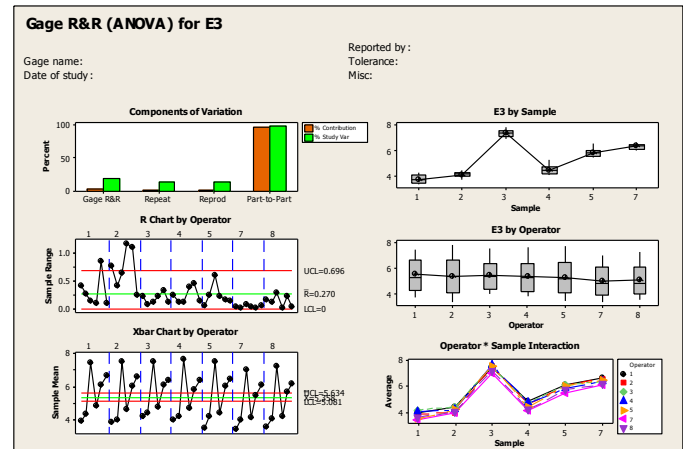 Gage R&R (ANOVA) for E3
Gage name:
Date of study:
Reported by:
Tolerance:
Misc:
Components of Variation
Percent
100
50
0
Gage R&R Repeat Reprod Part-to-Part
% Contribution
% Study Var
E3 by Sample
8
6
4
1 2 3 4 5 7
Sample
R Chart by Operator
1 2 3 4 5 7 8
Sample Range
1.0
0.5
0.0
UCL=0.696
R=0.270
LCL=0
E3 by Operator
8
6
4
1 2 3 4 5 7 8
Operator
Xbar Chart by Operator
1 2 3 4 5 7 8
Sample Mean
8
6
4
UCL=5.634
LCL=5.081
Operator * Sample Interaction
Average
8
6
4
1 2 3 4 5 7
Sample
Operator
1
2
3
4
5
7
8